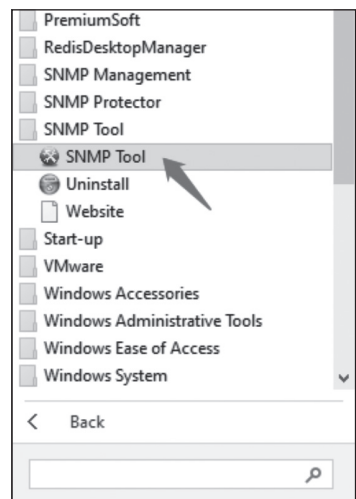 PremiumSoft
RedisDesktopManager
SNMP Management
SNMP Protector
SNMP Tool
SNMP Tool
Uninstall
Website
Start-up
VMware
Windows Accessories
Windows Administrative Tools
Windows Ease of Access
Windows System
Back